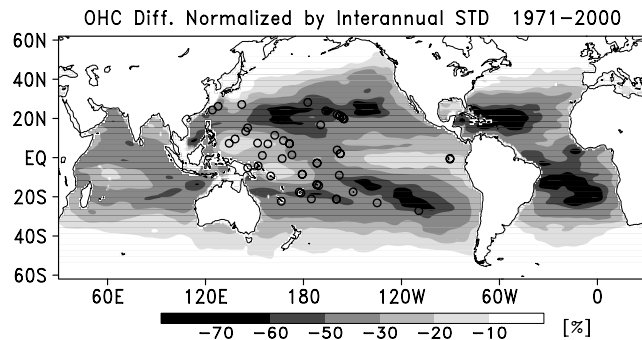 OHC Diff. Normalized by Interannual STD 1971−2000
60N
40N
20N
EQ
20S
40S
60S
60E 120E 180 120W 60W 0
−70 −60 −50 −30 −20 −10 [%]